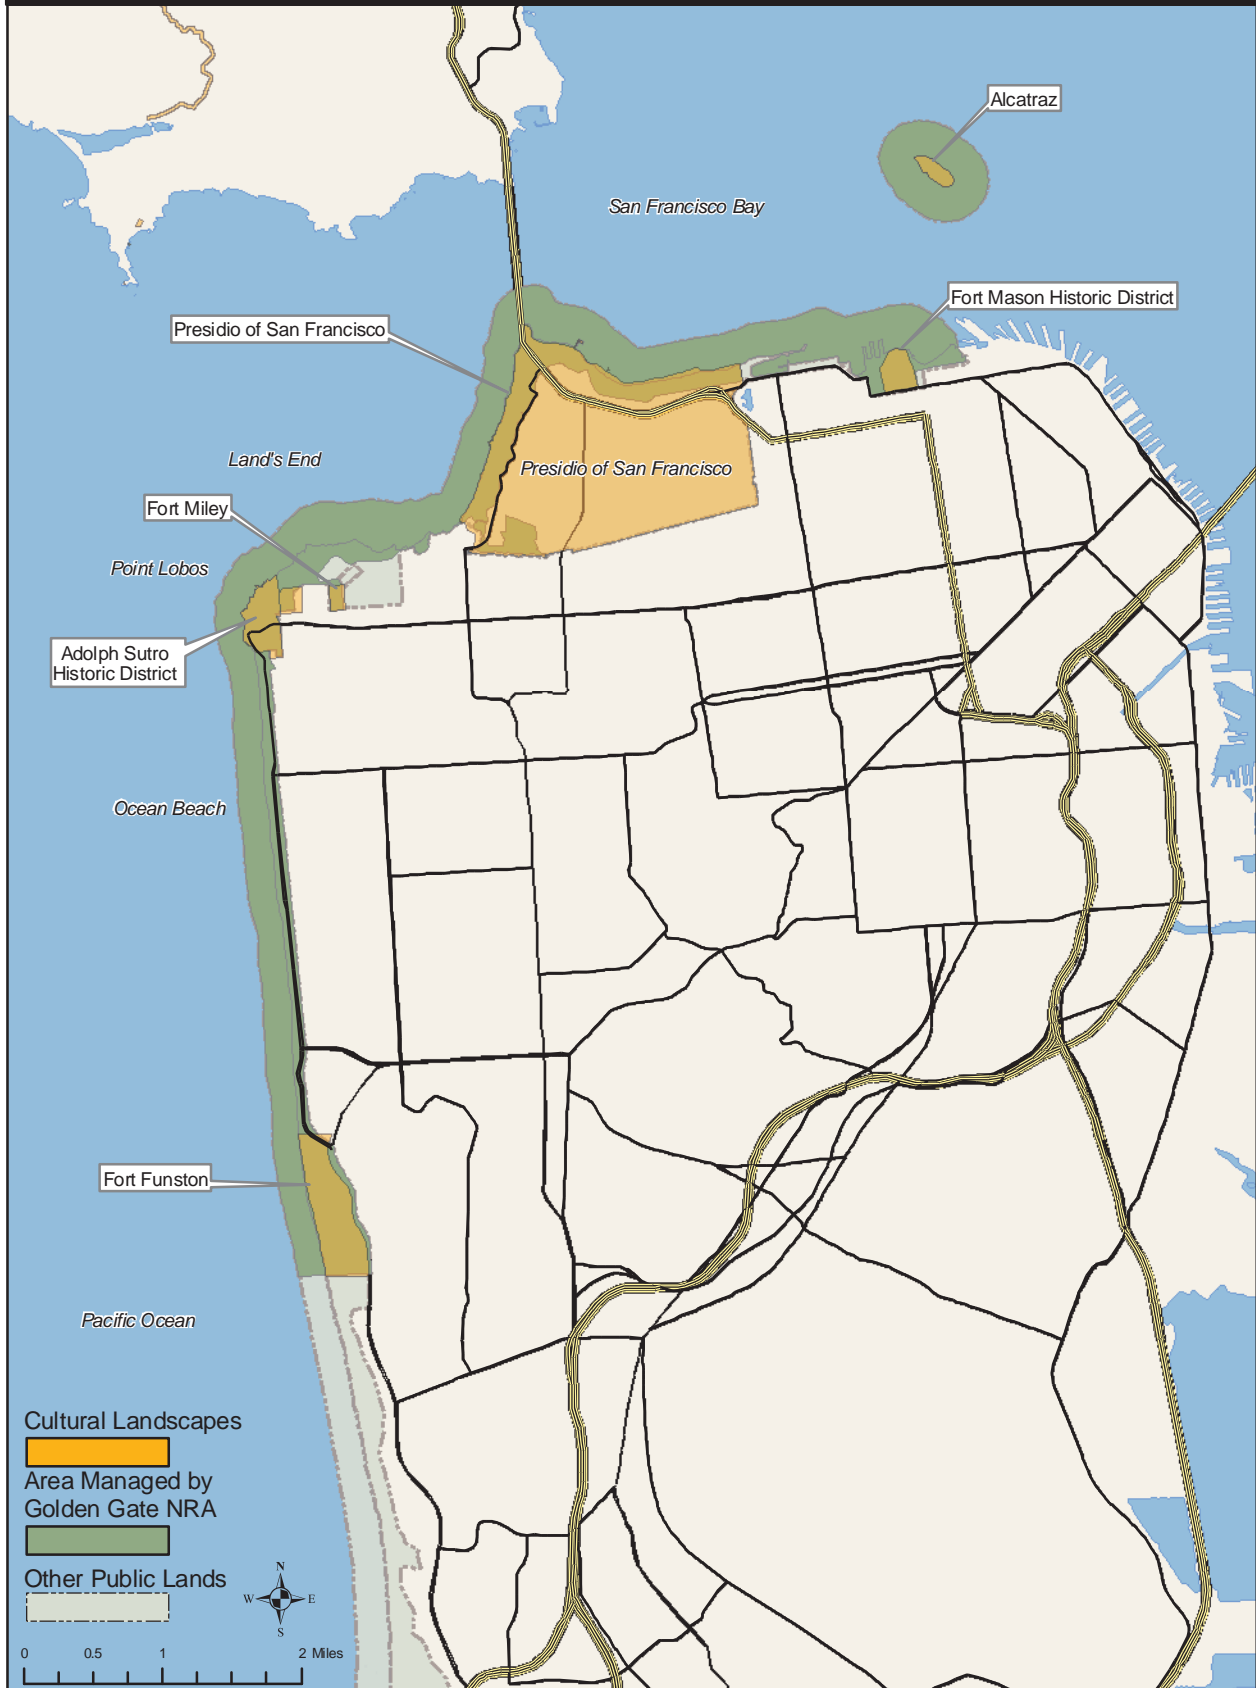 Alcatraz
San Francisco Bay
Fort Mason Historic District
Presidio of San Francisco
Land's End
Presidio of San Francisco
Fort Miley
Point Lobos
Adolph Sutro
Historic District
Ocean Beach
Fort Funston
Pacific Ocean
Cultural Landscapes
Area Managed by
Golden Gate NRA
Other Public Lands
N
W E
S
0 0.5 1 2 Miles